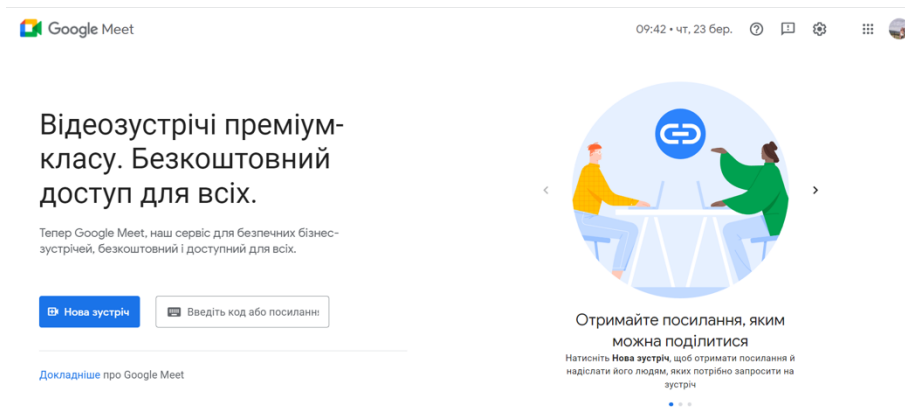 Google Meet
09:42 • чт, 23 бер.
Відеозустрічі преміум-
класу. Безкоштовний
доступ для всіх.
Тепер Google Meet, наш сервіс для безпечних бізнес-
зустрічей, безкоштовний і доступний для всіх.
Нова зустріч
Введіть код або посилання
Докладніше про Google Meet
Отримайте посилання, яким
можна поділитися
Натисніть Нова зустріч, щоб отримати посилання й
надіслати його людям, яких потрібно запросити на
зустріч